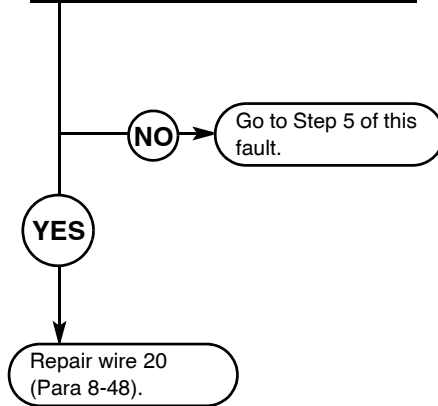 NO
Go to Step 5 of this
fault.
YES
Repair wire 20
(Para 8-48).